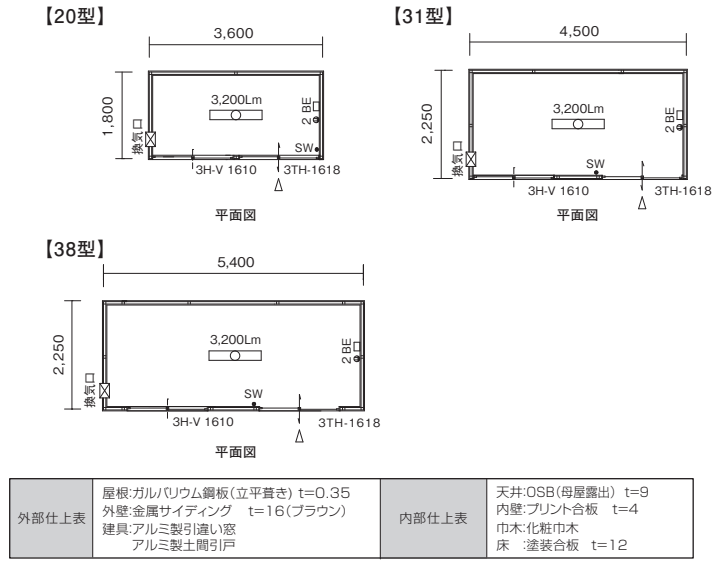 【20型】
3,600
1,800
3,200Lm
2 BE
換気口
SW
3H-V 1610
3TH-1618
平面図
【31型】
4,500
2,250
3,200Lm
2 BE
換気口
SW
3H-V 1610
3TH-1618
平面図
【38型】
5,400
2,250
3,200Lm
2 BE
換気口
SW
3H-V 1610
3TH-1618
平面図
外部仕上表
屋根:ガルバリウム鋼板(立平葺き) t=0.35
外壁:金属サイディング t=16(ブラウン)
建具:アルミ製引違い窓
アルミ製土間引戸
内部仕上表
天井:OSB(母屋露出) t=9
内壁:プリント合板 t=4
巾木:化粧巾木
床 :塗装合板 t=12